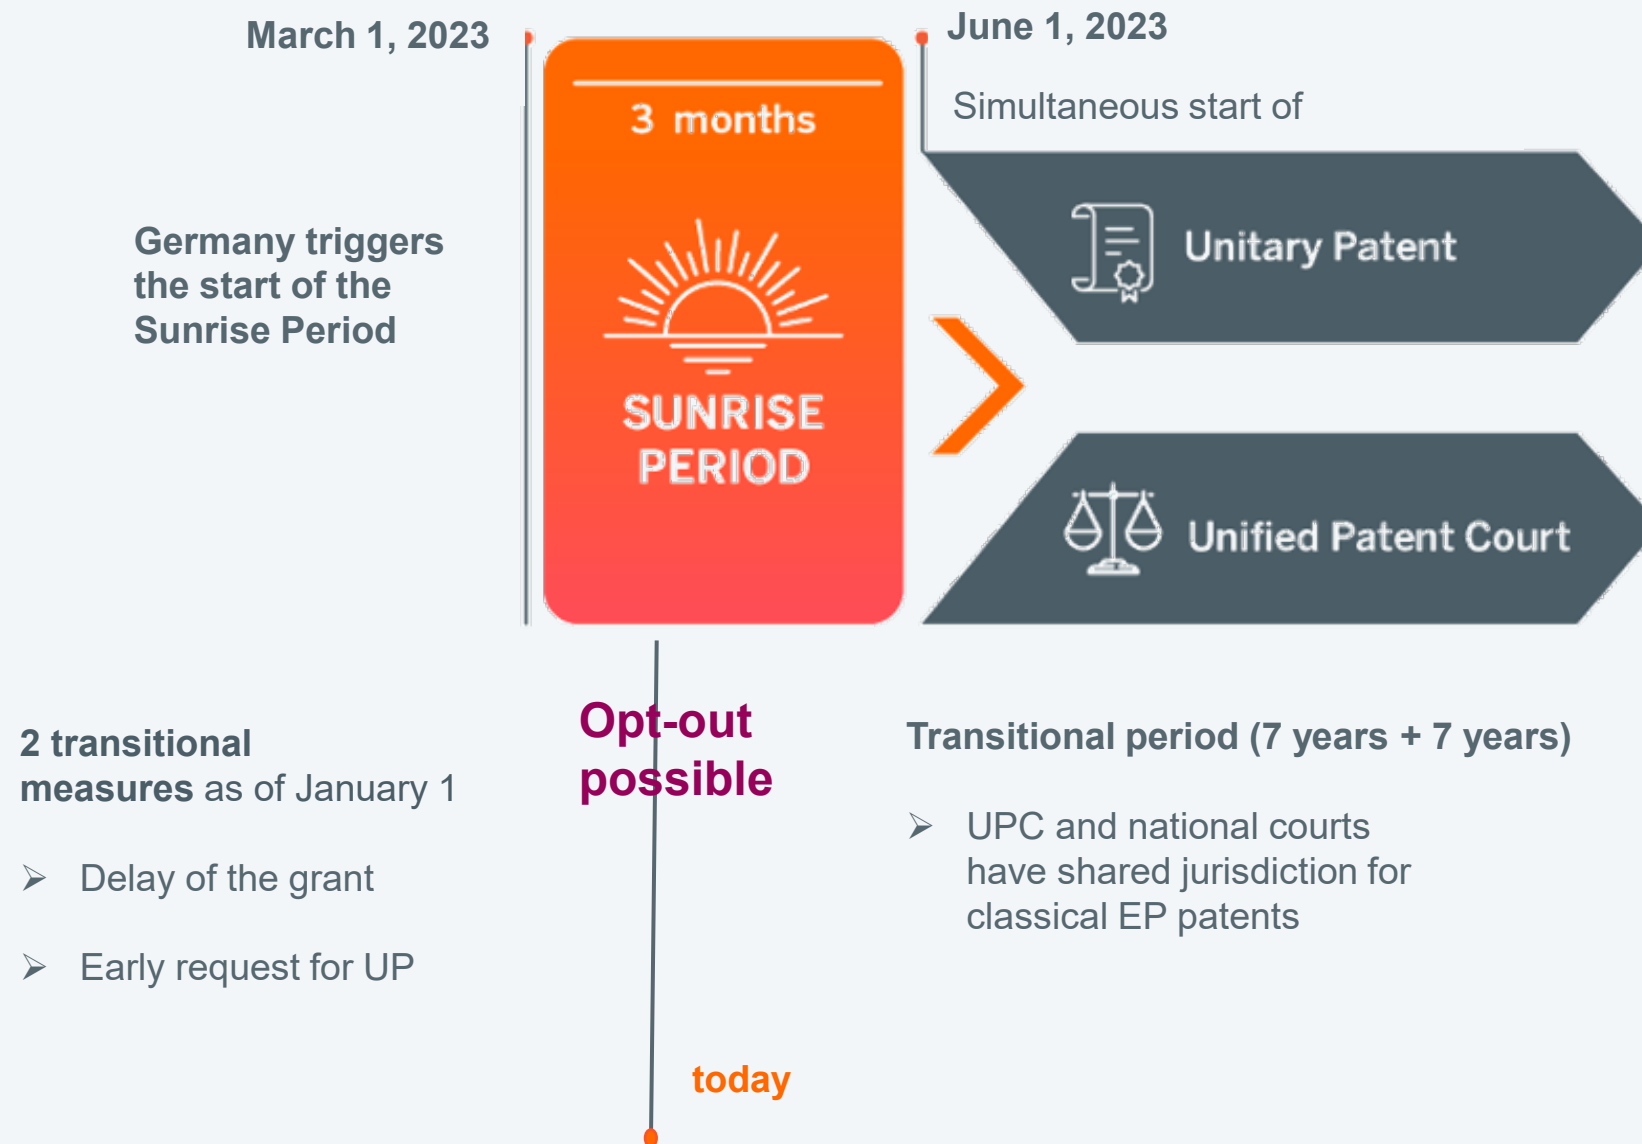 March 1, 2023
Germany triggers
the start of the
Sunrise Period
3 months
SUNRISE
PERIOD
June 1, 2023
Simultaneous start of
Unitary Patent
Unified Patent Court
2 transitional
measures as of January 1
➢ Delay of the grant
➢ Early request for UP
Opt-out
possible
today
Transitional period (7 years + 7 years)
➢ UPC and national courts
have shared jurisdiction for
classical EP patents